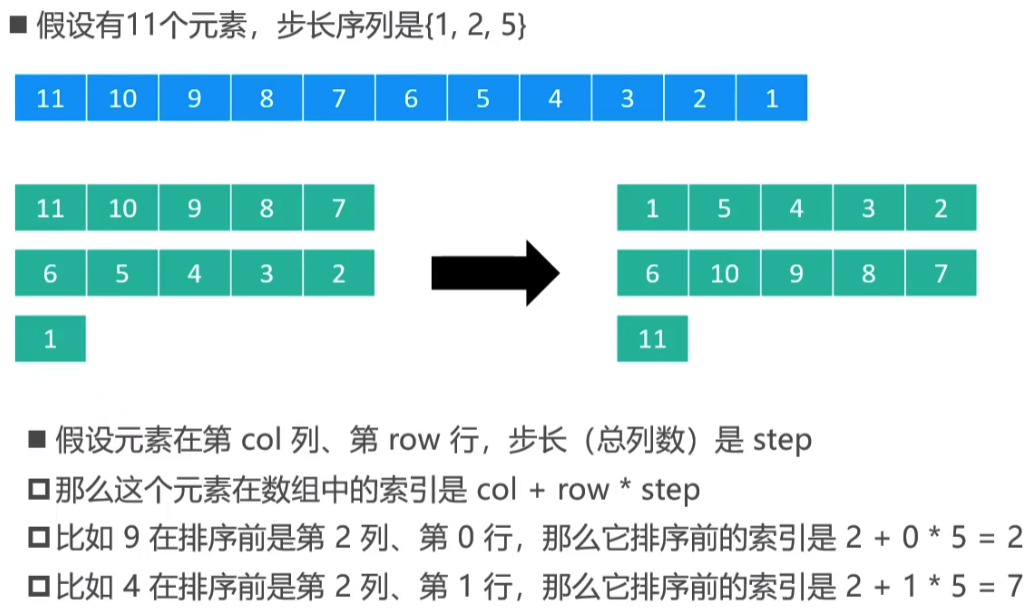 ■ 假设有11个元素，步长序列是{1, 2, 5}
11 10 9 8 7 6 5 4 3 2 1
11 10 9 8 7
6 5 4 3 2
1
1 5 4 3 2
6 10 9 8 7
11
■ 假设元素在第 col 列、第 row 行，步长（总列数）是 step
那么这个元素在数组中的索引是 col + row * step
比如 9 在排序前是第 2 列、第 0 行，那么它排序前的索引是 2 + 0 * 5 = 2
比如 4 在排序前是第 2 列、第 1 行，那么它排序前的索引是 2 + 1 * 5 = 7